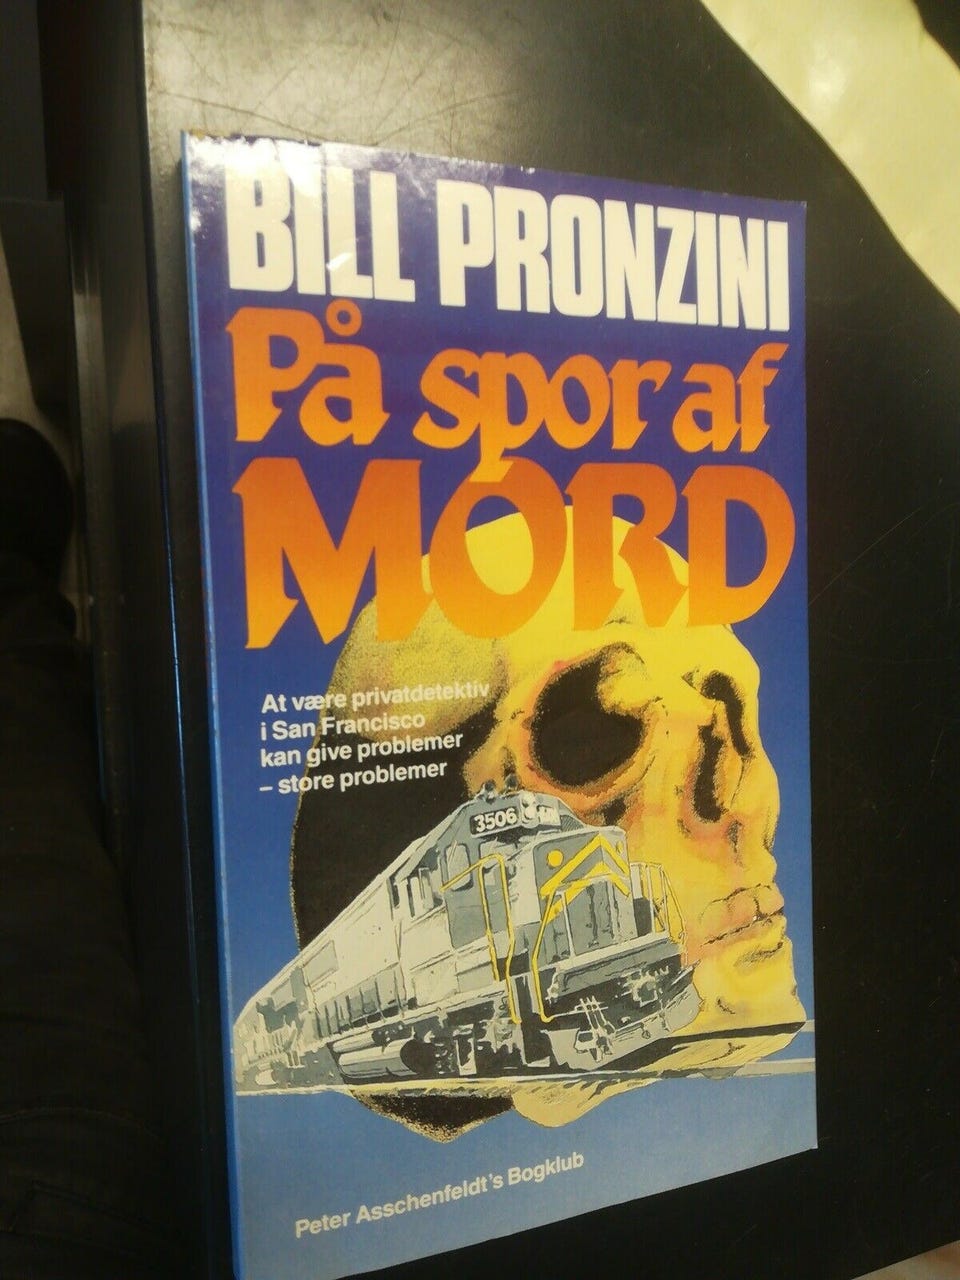 BILL PRONZINI
På spor af
MORD
At være privatdetektiv
i San Francisco
kan give problemer
– store problemer
3506
Peter Asschenfeldt's Bogklub